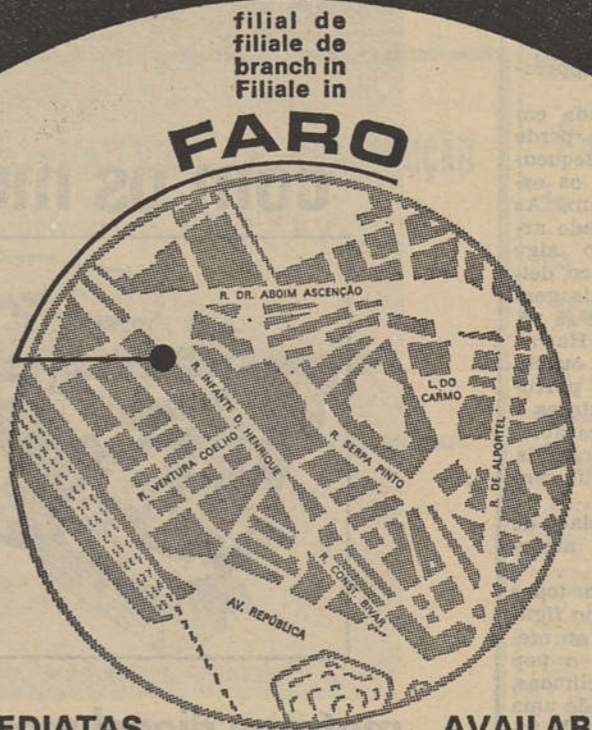 filial de
filiale de
branch in
Filiale in
FARO
R. DR. ABOIM ASCENÇÃO
R. INFANTE D. HENRIQUE
L. DO
CARMO
R. VENTURA COELHO
R. SERPA PINTO
R. DE ALPORTEL
R. CONST. BIVAR
AV. REPÚBLICA
EDIATAS
AVAILAB